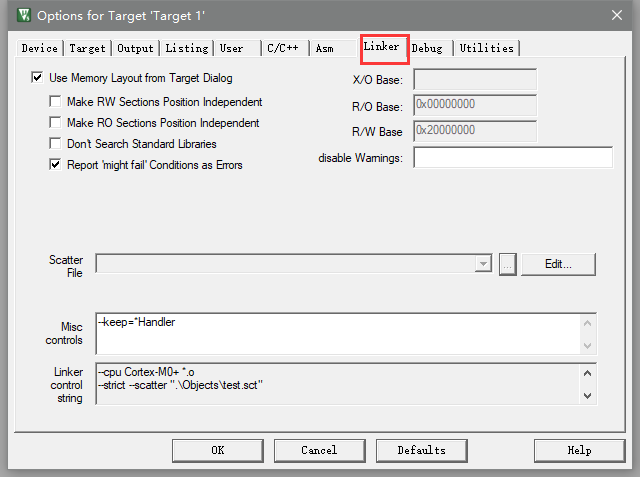 Options for Target 'Target 1'
Device Target Output Listing User C/C++ Asm Linker Debug Utilities
Use Memory Layout from Target Dialog
Make RW Sections Position Independent
Make RO Sections Position Independent
Don't Search Standard Libraries
Report 'might fail' Conditions as Errors
X/O Base:
R/O Base: 0x00000000
R/W Base 0x20000000
disable Warnings:
Scatter
File
... Edit...
Misc
controls
--keep=*Handler
Linker
control
string
--cpu Cortex-M0+ *.o
--strict --scatter ".\Objects\test.sct"
OK Cancel Defaults Help